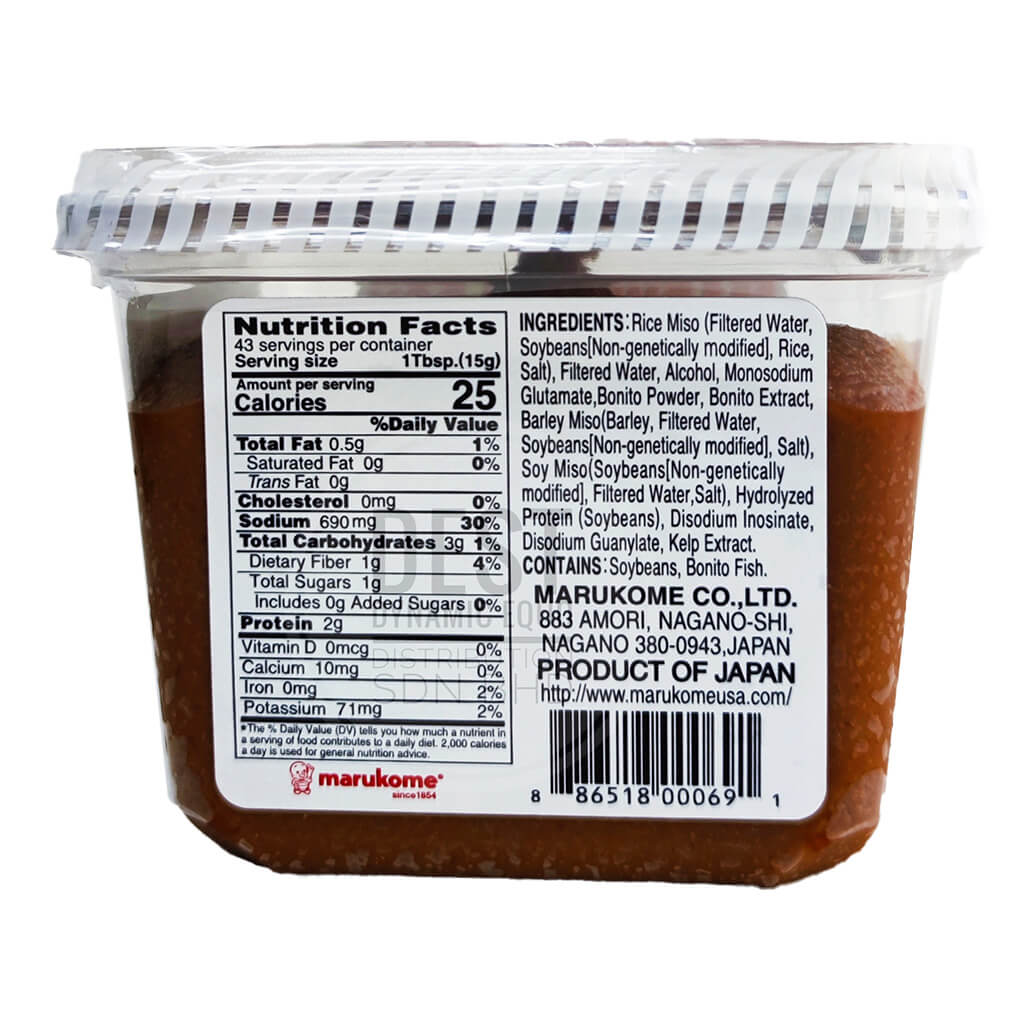 Nutrition Facts
43 servings per container
Serving size 1Tbsp.(15g)
Amount per serving
Calories 25
%Daily Value
Total Fat 0.5g 1%
Saturated Fat 0g 0%
Trans Fat 0g
Cholesterol 0mg 0%
Sodium 690mg 30%
Total Carbohydrates 3g 1%
Dietary Fiber 1g 4%
Total Sugars 1g
Includes 0g Added Sugars 0%
Protein 2g
Vitamin D 0mcg 0%
Calcium 10mg 0%
Iron 0mg 2%
Potassium 71mg 2%
*The % Daily Value (DV) tells you how much a nutrient in
a serving of food contributes to a daily diet. 2,000 calories
a day is used for general nutrition advice.
marukome
since1854
INGREDIENTS:Rice Miso (Filtered Water,
Soybeans[Non-genetically modified], Rice,
Salt), Filtered Water, Alcohol, Monosodium
Glutamate,Bonito Powder, Bonito Extract,
Barley Miso(Barley, Filtered Water,
Soybeans[Non-genetically modified], Salt),
Soy Miso(Soybeans[Non-genetically
modified], Filtered Water,Salt), Hydrolyzed
Protein (Soybeans), Disodium Inosinate,
Disodium Guanylate, Kelp Extract.
CONTAINS:Soybeans, Bonito Fish.
MARUKOME CO.,LTD.
883 AMORI, NAGANO-SHI,
NAGANO 380-0943,JAPAN
PRODUCT OF JAPAN
http://www.marukomeusa.com/
8 86518 00069 1
DEST
DYNAMIC EQUIP
DISTRIBUTION
SDN BHD